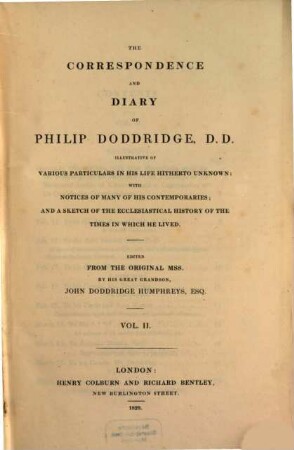 THE
CORRESPONDENCE
AND
DIARY
OF
PHILIP DODDRIDGE, D.D.
ILLUSTRATIVE OF
VARIOUS PARTICULARS IN HIS LIFE HITHERTO UNKNOWN:
WITH
NOTICES OF MANY OF HIS CONTEMPORARIES;
AND A SKETCH OF THE ECCLESIASTICAL HISTORY OF THE
TIMES IN WHICH HE LIVED.
EDITED
FROM THE ORIGINAL MSS.
BY HIS GREAT GRANDSON,
JOHN DODDRIDGE HUMPHREYS, ESQ.
VOL. II.
LONDON:
HENRY COLBURN AND RICHARD BENTLEY,
NEW BURLINGTON STREET.